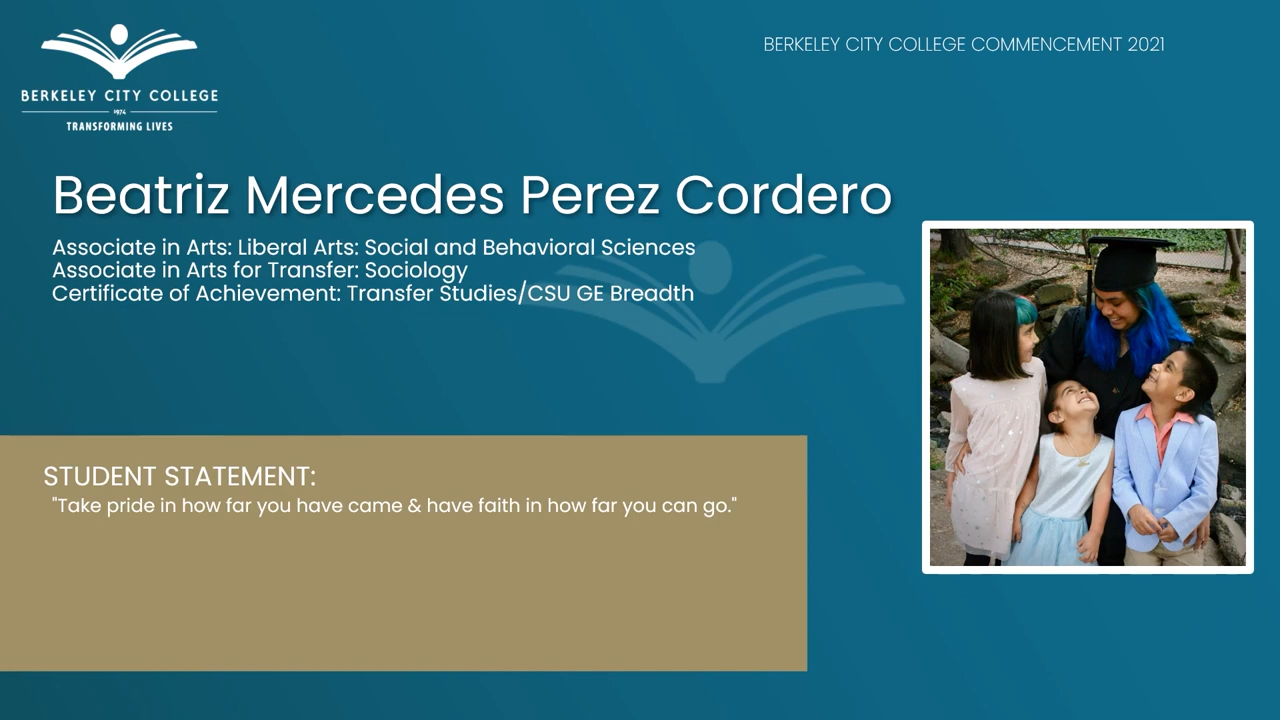 BERKELEY CITY COLLEGE COMMENCEMENT 2021
BERKELEY CITY COLLEGE
1974
TRANSFORMING LIVES
Beatriz Mercedes Perez Cordero
Associate in Arts: Liberal Arts: Social and Behavioral Sciences
Associate in Arts for Transfer: Sociology
Certificate of Achievement: Transfer Studies/CSU GE Breadth
STUDENT STATEMENT:
"Take pride in how far you have came & have faith in how far you can go."